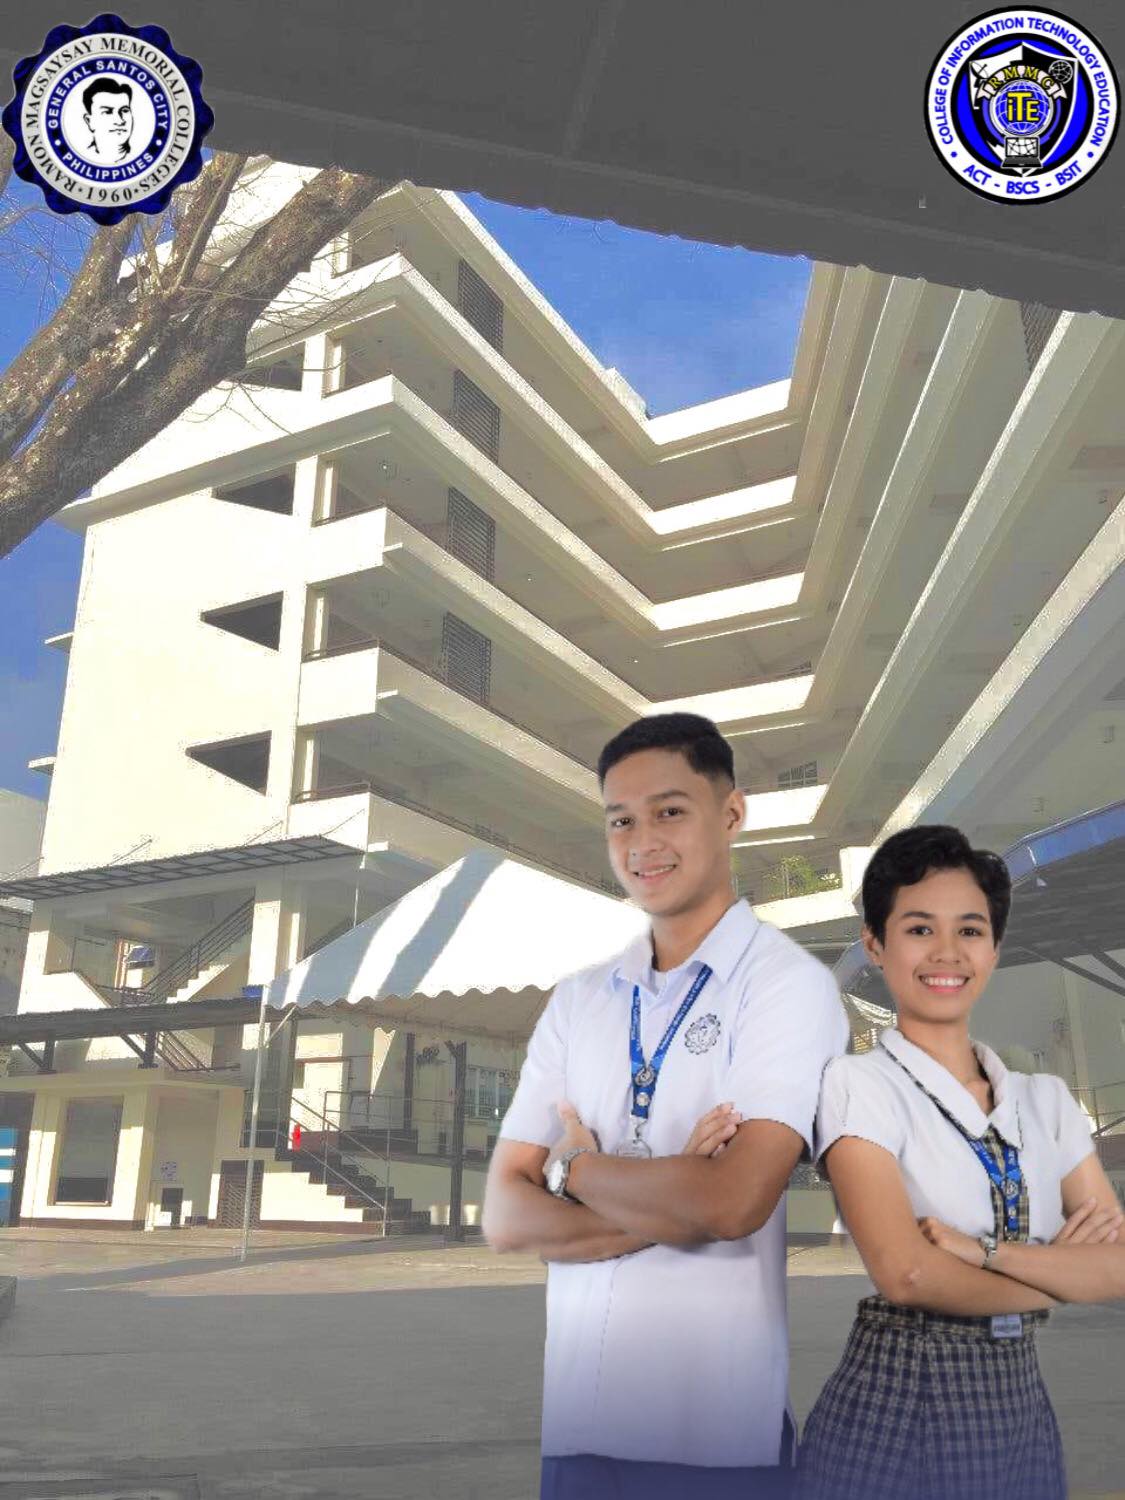 RAMON MAGSAYSAY MEMORIAL COLLEGES
GENERAL SANTOS CITY
PHILIPPINES
1960
COLLEGE OF INFORMATION TECHNOLOGY EDUCATION
RMMC
iTE
ACT - BSCS - BSIT